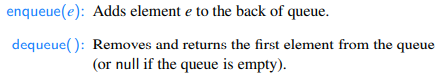 enqueue(e): Adds element e to the back of queue.
dequeue( ): Removes and returns the first element from the queue
(or null if the queue is empty).